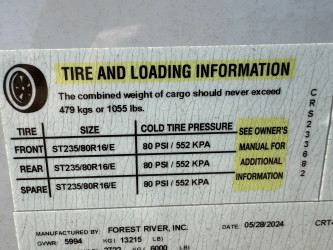 TIRE AND LOADING INFORMATION
The combined weight of cargo should never exceed
479 kgs or 1055 lbs.
TIRE SIZE COLD TIRE PRESSURE
FRONT ST235/80R16/E 80 PSI / 552 KPA
REAR ST235/80R16/E 80 PSI / 552 KPA
SPARE ST235/80R16/E 80 PSI / 552 KPA
SEE OWNER'S
MANUAL FOR
ADDITIONAL
INFORMATION
MANUFACTURED BY: FOREST RIVER, INC. DATE: 05/28/2024 CRT-
GVWR: 5994 KG( 13215 LB)